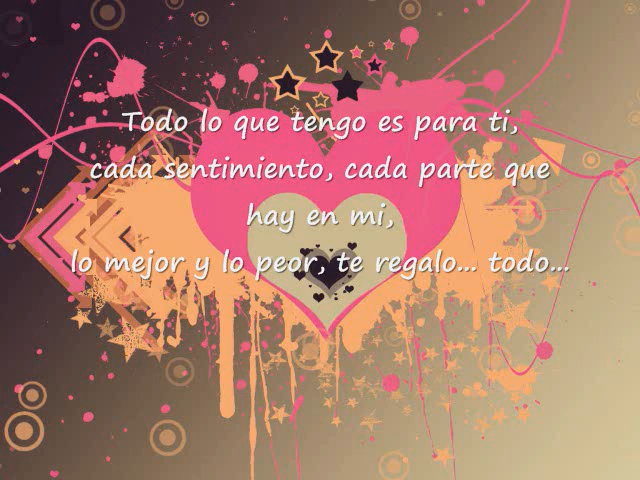 Todo lo que tengo es para ti,
cada sentimiento, cada parte que
hay en mi,
lo mejor y lo peor, te regalo... todo...